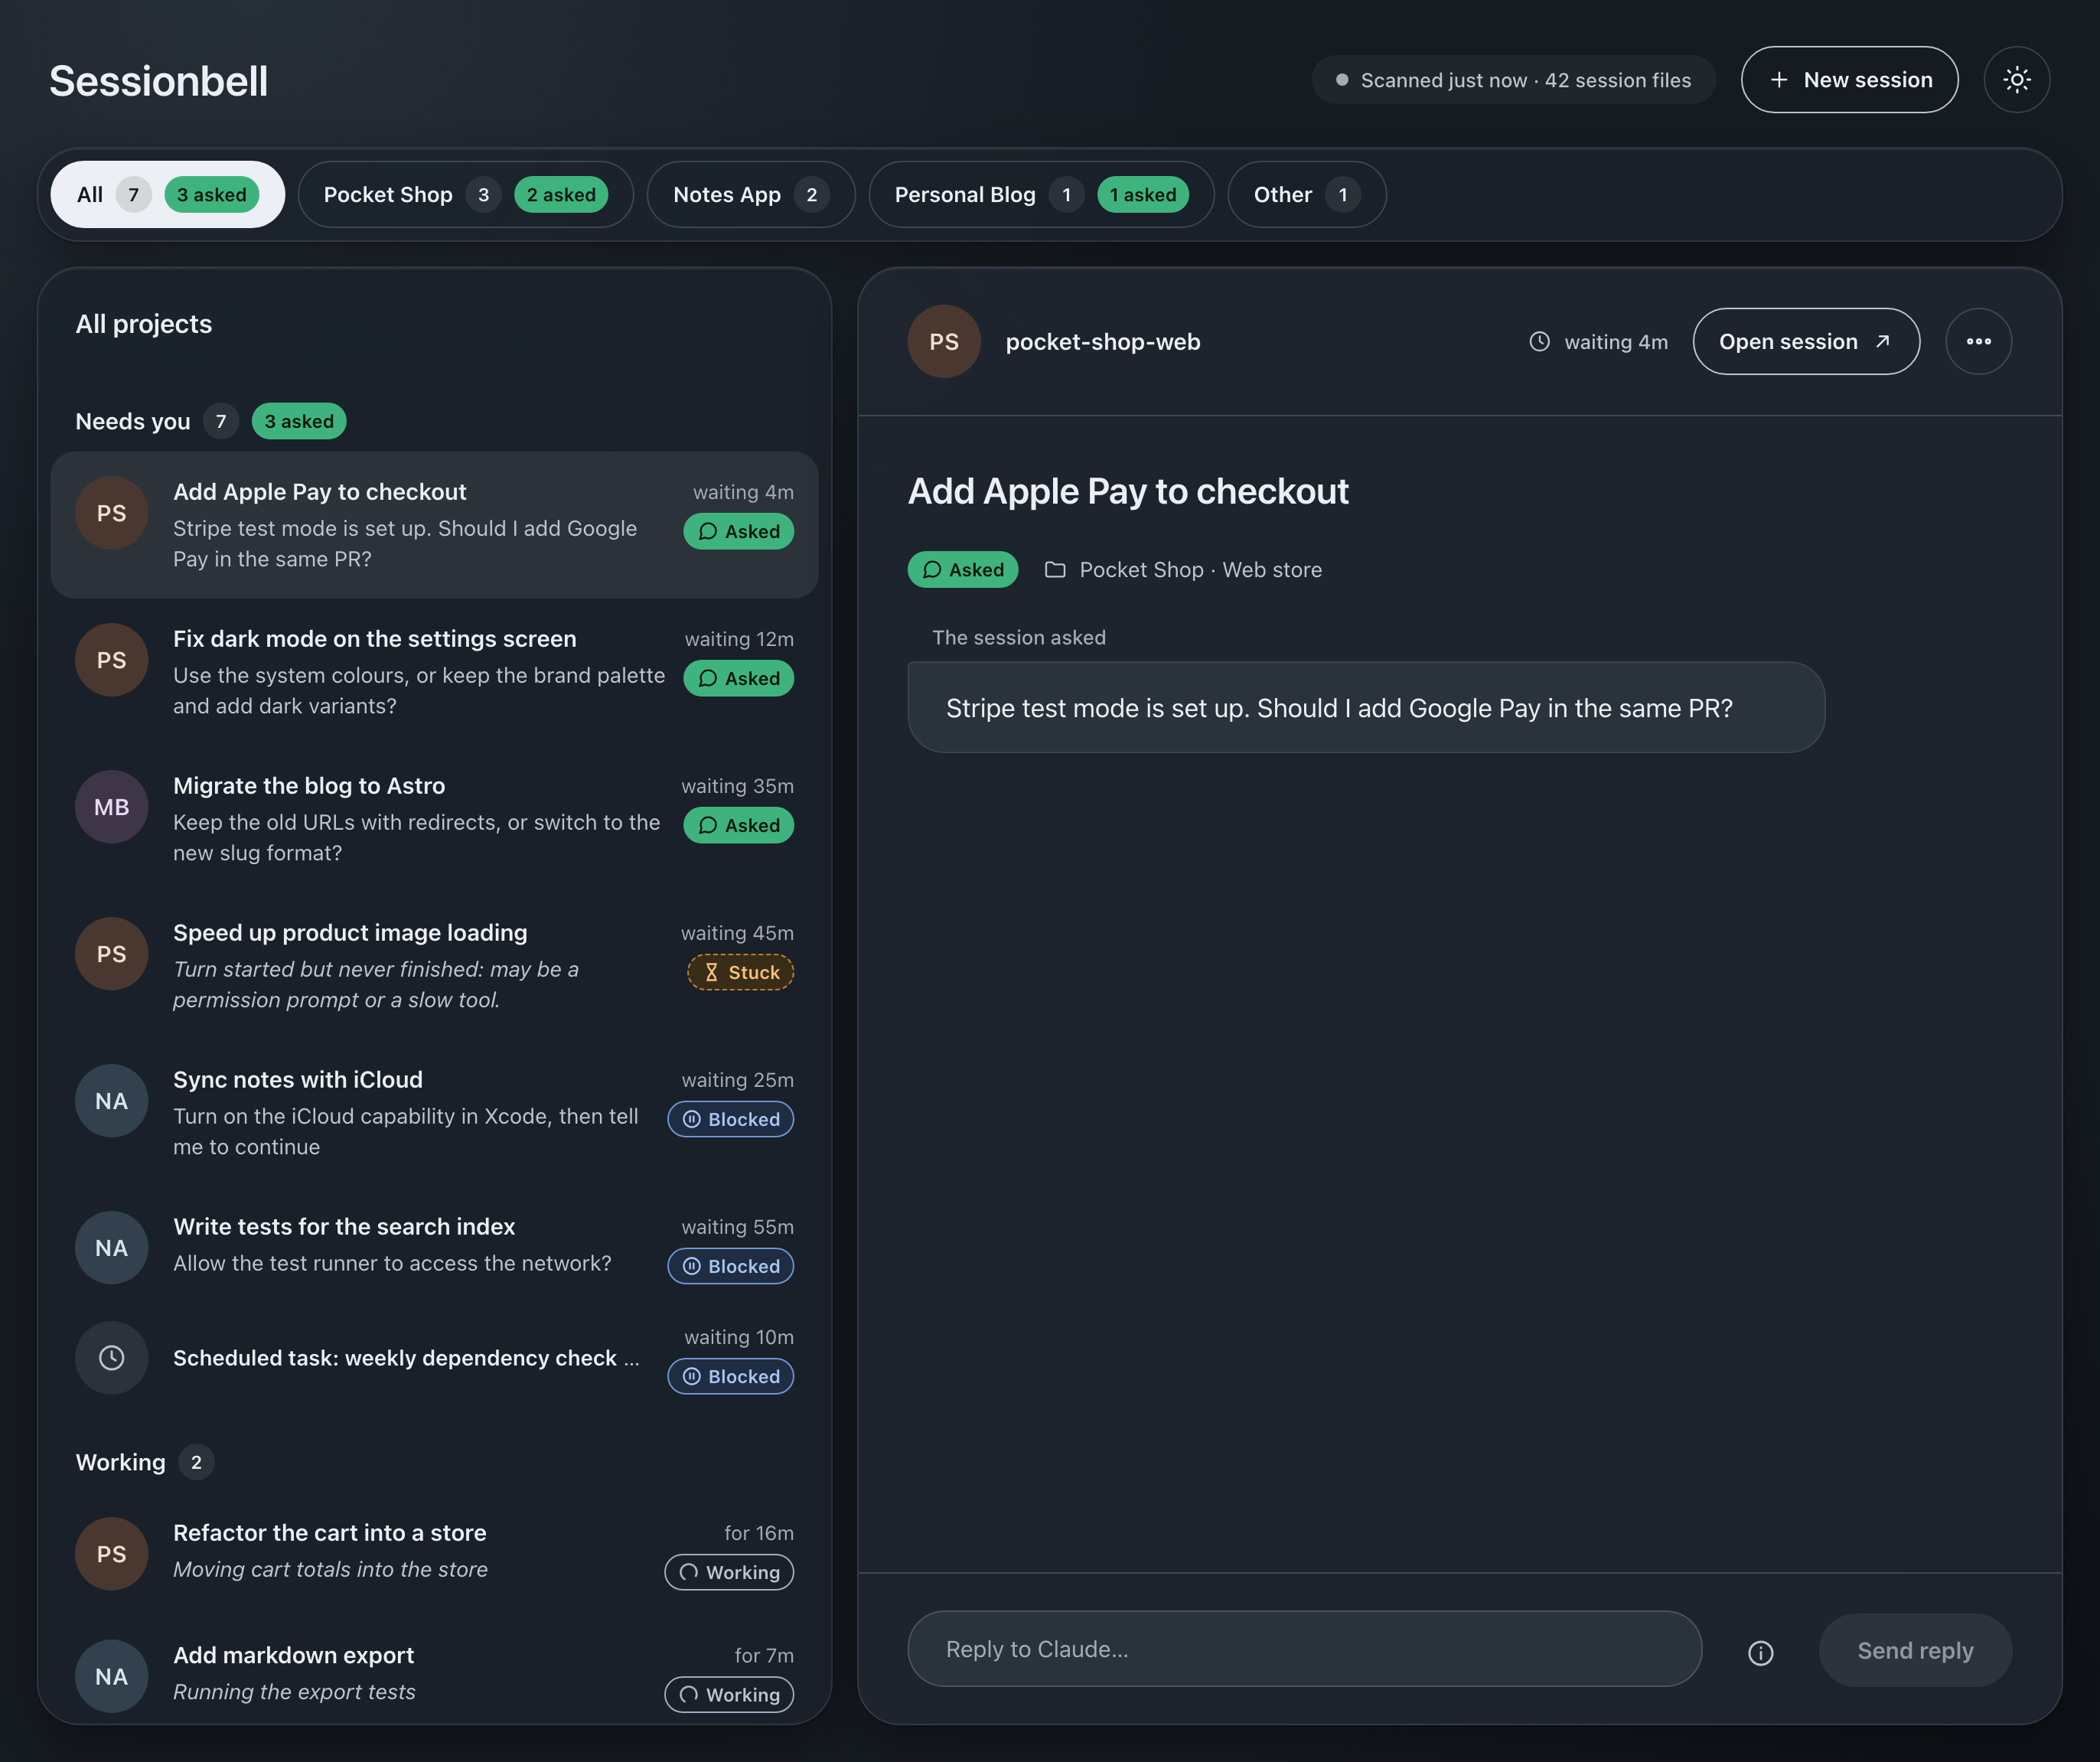 Sessionbell
Scanned just now · 42 session files
New session
All 7 3 asked
Pocket Shop 3 2 asked
Notes App 2
Personal Blog 1 1 asked
Other 1
All projects
Needs you 7 3 asked
PS
Add Apple Pay to checkout
waiting 4m
Stripe test mode is set up. Should I add Google
Pay in the same PR?
Asked
PS
Fix dark mode on the settings screen
waiting 12m
Use the system colours, or keep the brand palette
and add dark variants?
Asked
MB
Migrate the blog to Astro
waiting 35m
Keep the old URLs with redirects, or switch to the
new slug format?
Asked
PS
Speed up product image loading
waiting 45m
Turn started but never finished: may be a
permission prompt or a slow tool.
Stuck
NA
Sync notes with iCloud
waiting 25m
Turn on the iCloud capability in Xcode, then tell
me to continue
Blocked
NA
Write tests for the search index
waiting 55m
Allow the test runner to access the network?
Blocked
Scheduled task: weekly dependency check ...
waiting 10m
Blocked
Working 2
PS
Refactor the cart into a store
for 16m
Moving cart totals into the store
Working
NA
Add markdown export
for 7m
Running the export tests
Working
PS
pocket-shop-web
waiting 4m
Open session
Add Apple Pay to checkout
Asked
Pocket Shop · Web store
The session asked
Stripe test mode is set up. Should I add Google Pay in the same PR?
Reply to Claude...
Send reply